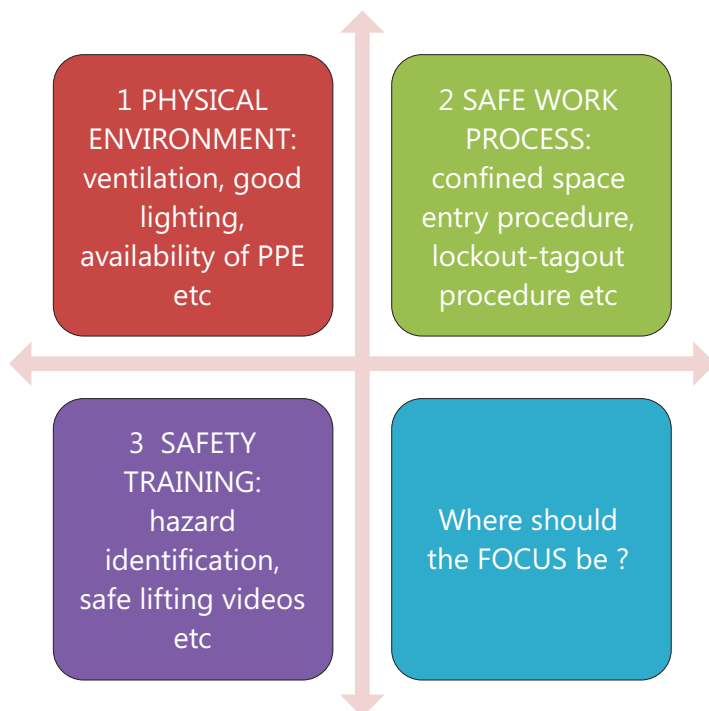 1 PHYSICAL
ENVIRONMENT:
ventilation, good
lighting,
availability of PPE
etc
2 SAFE WORK
PROCESS:
confined space
entry procedure,
lockout-tagout
procedure etc
3 SAFETY
TRAINING:
hazard
identification,
safe lifting videos
etc
Where should
the FOCUS be ?